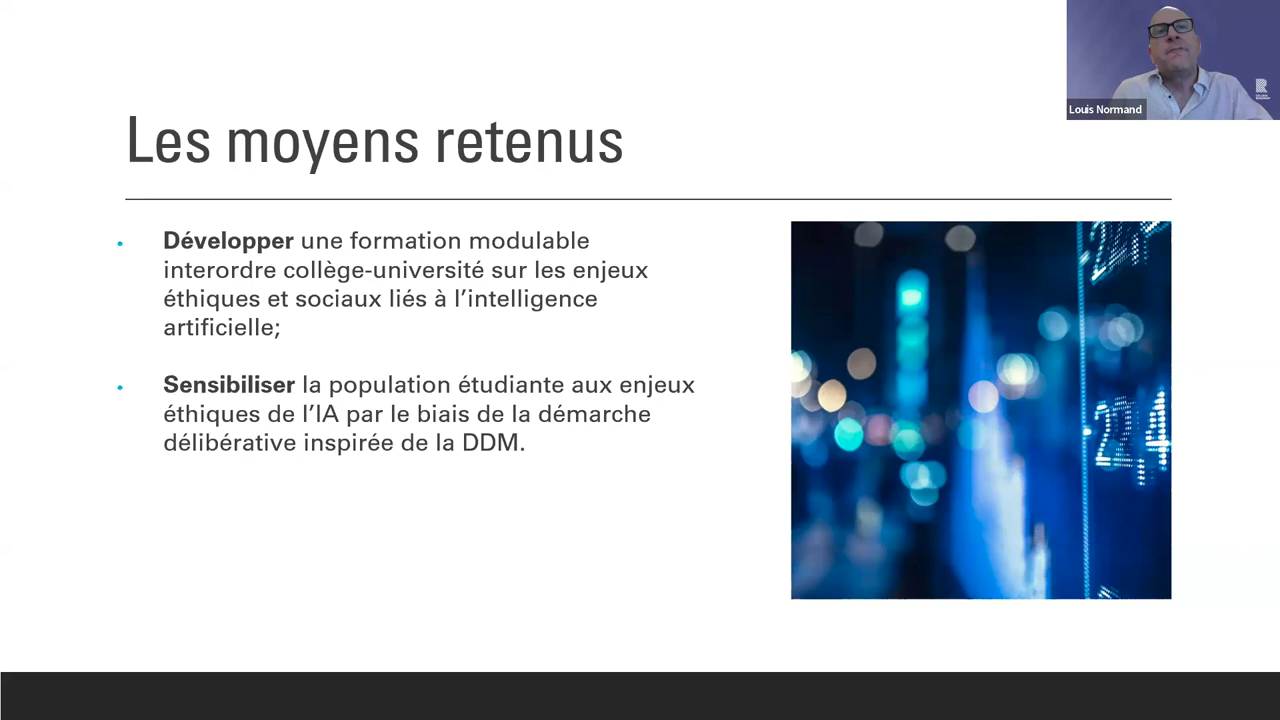 Louis Normand
Les moyens retenus
• Développer une formation modulable
interordre collège-université sur les enjeux
éthiques et sociaux liés à l’intelligence
artificielle;
• Sensibiliser la population étudiante aux enjeux
éthiques de l’IA par le biais de la démarche
délibérative inspirée de la DDM.